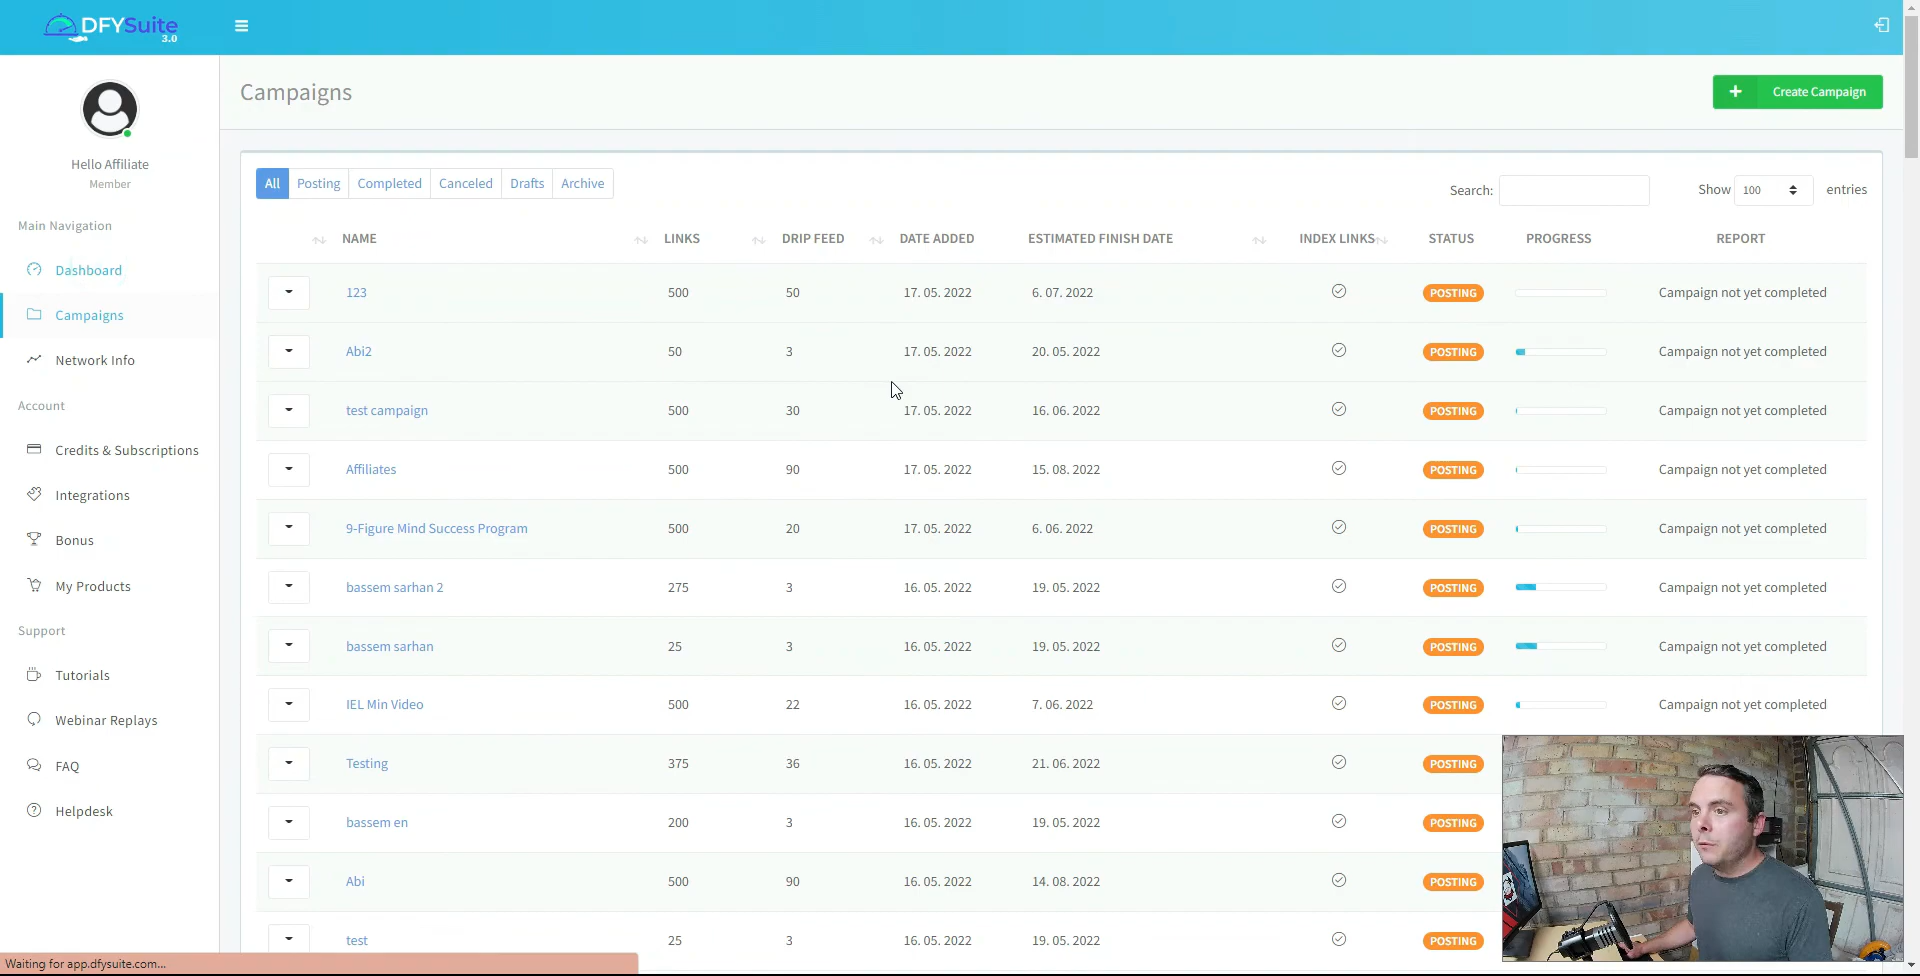 DFYSuite
3.0
Hello Affiliate
Member
Main Navigation
Dashboard
Campaigns
Network Info
Account
Credits & Subscriptions
Integrations
Bonus
My Products
Support
Tutorials
Webinar Replays
FAQ
Helpdesk
Campaigns
+ Create Campaign
All Posting Completed Canceled Drafts Archive
Search: Show 100 entries
NAME LINKS DRIP FEED DATE ADDED ESTIMATED FINISH DATE INDEX LINKS STATUS PROGRESS REPORT
123 500 50 17. 05. 2022 6. 07. 2022 POSTING Campaign not yet completed
Abi2 50 3 17. 05. 2022 20. 05. 2022 POSTING Campaign not yet completed
test campaign 500 30 17. 05. 2022 16. 06. 2022 POSTING Campaign not yet completed
Affiliates 500 90 17. 05. 2022 15. 08. 2022 POSTING Campaign not yet completed
9-Figure Mind Success Program 500 20 17. 05. 2022 6. 06. 2022 POSTING Campaign not yet completed
bassem sarhan 2 275 3 16. 05. 2022 19. 05. 2022 POSTING Campaign not yet completed
bassem sarhan 25 3 16. 05. 2022 19. 05. 2022 POSTING Campaign not yet completed
IEL Min Video 500 22 16. 05. 2022 7. 06. 2022 POSTING Campaign not yet completed
Testing 375 36 16. 05. 2022 21. 06. 2022 POSTING
bassem en 200 3 16. 05. 2022 19. 05. 2022 POSTING
Abi 500 90 16. 05. 2022 14. 08. 2022 POSTING
test 25 3 16. 05. 2022 19. 05. 2022 POSTING
Waiting for app.dfysuite.com...